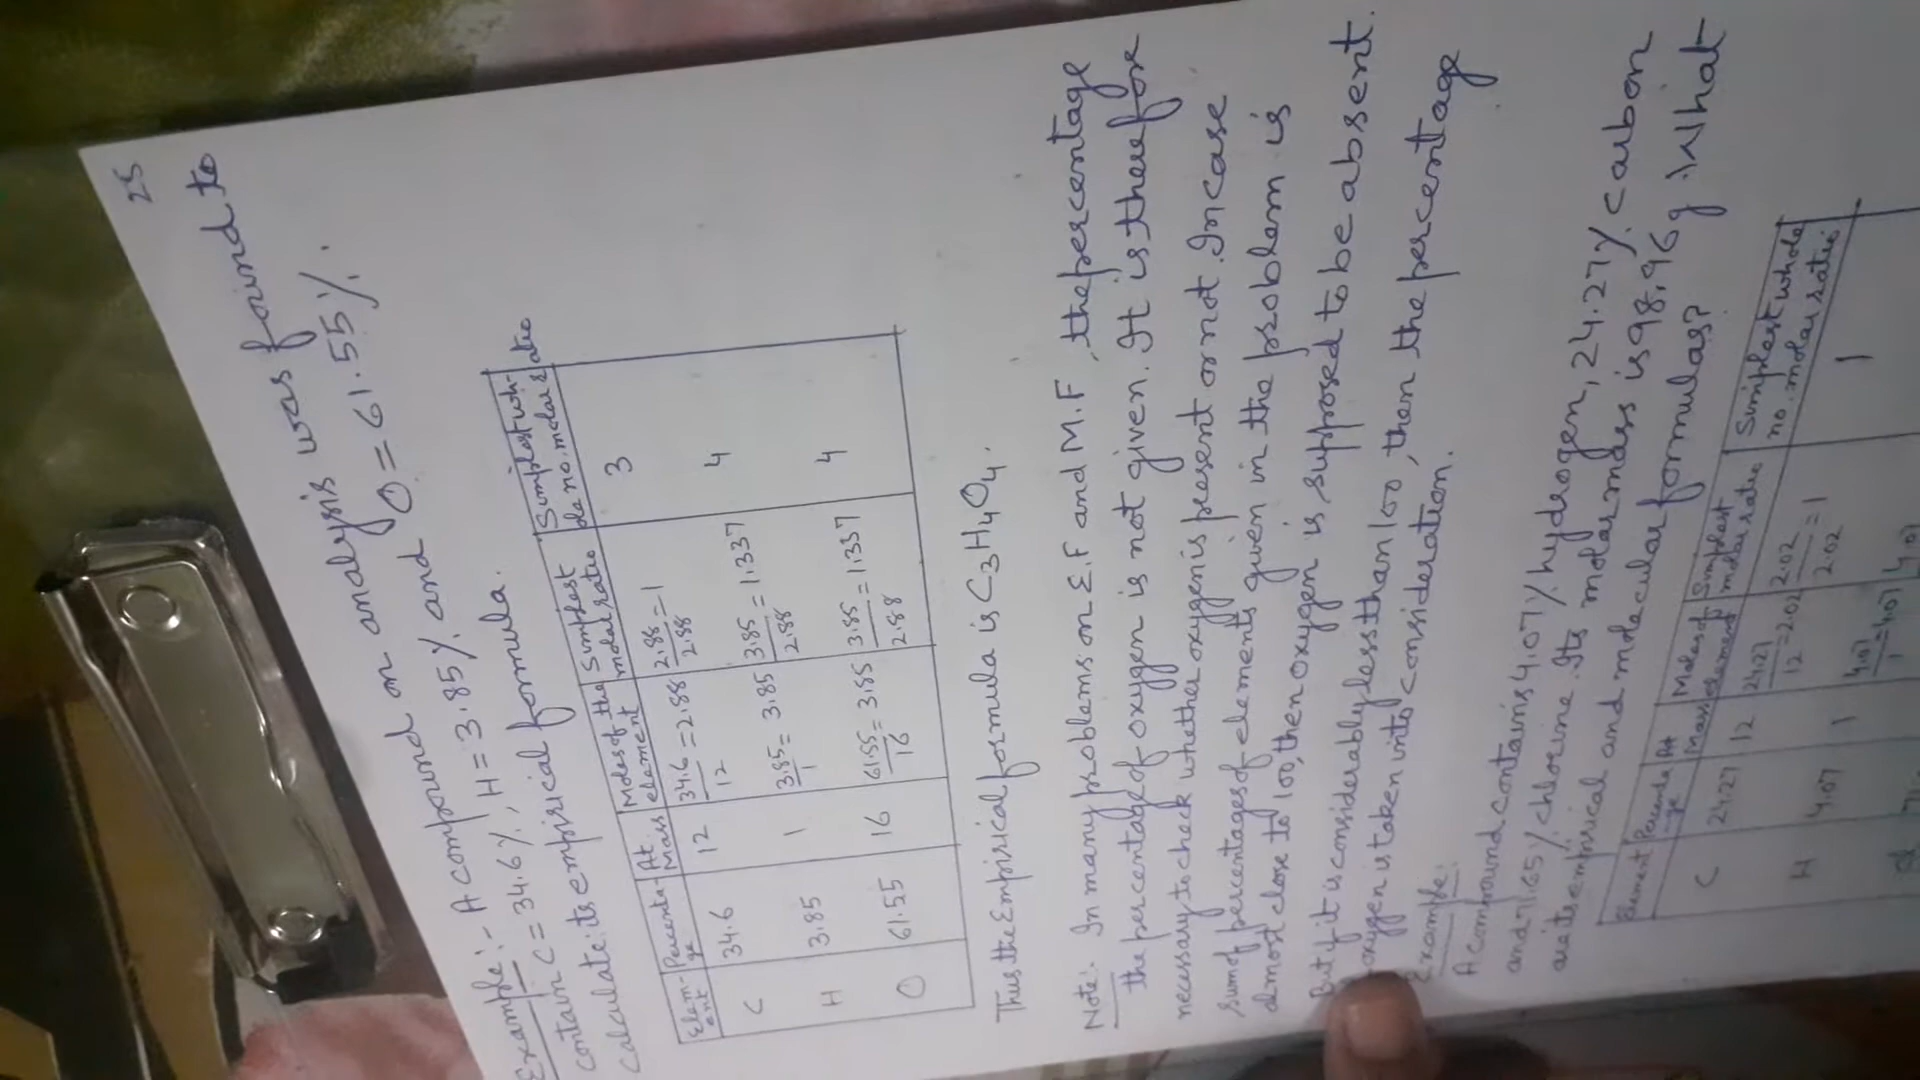 25
Example:- A compound on analysis was found to
contain C = 34.6%, H = 3.85% and O = 61.55%.
Calculate its empirical formula.
Elem- Percenta- At. Moles of the Simplest Simplest who-
ent ge Mass element molar ratio le no. molar ratio
C 34.6 12 34.6/12 = 2.88 2.88/2.88 = 1 3
H 3.85 1 3.85/1 = 3.85 3.85/2.88 = 1.337 4
O 61.55 16 61.55/16 = 3.85 3.85/2.88 = 1.337 4
Thus the Empirical formula is C3H4O4.
Note:. In many problems on E.F and M.F, the percentage
the percentage of oxygen is not given. It is therefore
necessary to check whether oxygen is present or not. Incase
sum of percentages of elements given in the problem is
almost close to 100, then oxygen is supposed to be absent.
But if it is considerably less than 100, then the percentage
oxygen is taken into consideration.
Example:
A compound contains 4.07% hydrogen, 24.27% carbon
and 71.65% chlorine. Its molar mass is 98.96 g. What
are its empirical and molecular formulas?
Element Percenta At Moles of Simplest Simplest whole
ge Mass element molar ratio no. molar ratio
C 24.27 12 24.27/12 = 2.02 2.02/2.02 = 1 1
H 4.07 1 4.07/1 = 4.07 4.07